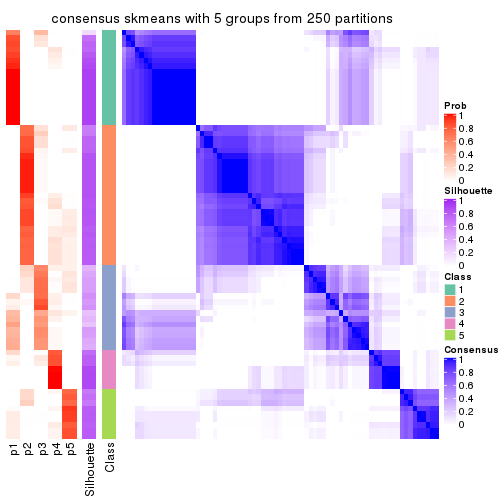 consensus skmeans with 5 groups from 250 partitions
Prob
1
0.8
0.6
0.4
0.2
0
Silhouette
1
0.8
0.6
0.4
0.2
0
Class
1
2
3
4
5
Consensus
1
0.8
0.6
0.4
0.2
0
p1
p2
p3
p4
p5
Silhouette
Class